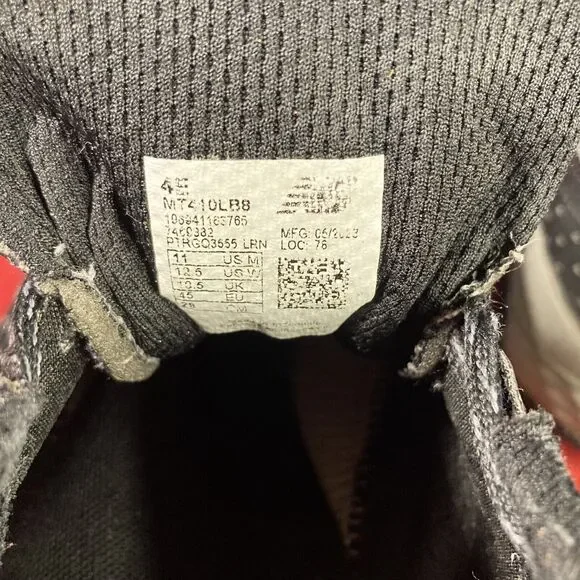 4E
MT410LB8
196941163765
PTRGO3555 LRN
MFG: 05/2023
LOC: 76
11 US M
12.5 US W
10.5 UK
45 EU
29 CM